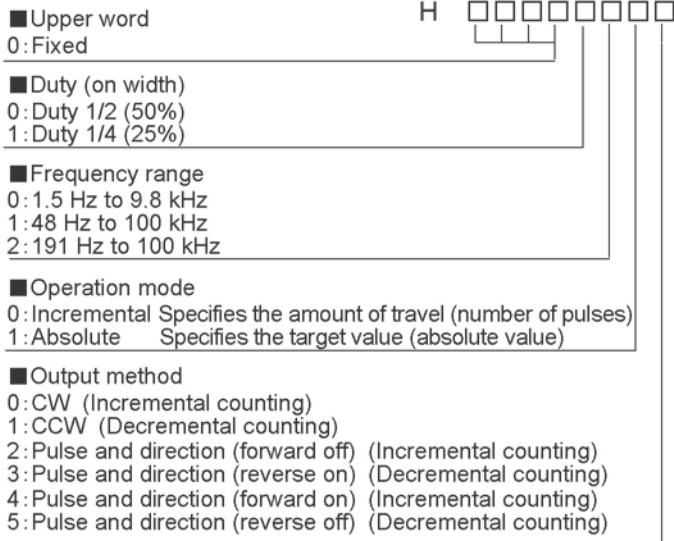 H □□□□□□□□
■Upper word
0:Fixed
■Duty (on width)
0:Duty 1/2 (50%)
1:Duty 1/4 (25%)
■Frequency range
0:1.5 Hz to 9.8 kHz
1:48 Hz to 100 kHz
2:191 Hz to 100 kHz
■Operation mode
0:Incremental Specifies the amount of travel (number of pulses)
1:Absolute Specifies the target value (absolute value)
■Output method
0:CW (Incremental counting)
1:CCW (Decremental counting)
2:Pulse and direction (forward off) (Incremental counting)
3:Pulse and direction (reverse on) (Decremental counting)
4:Pulse and direction (forward on) (Incremental counting)
5:Pulse and direction (reverse off) (Decremental counting)